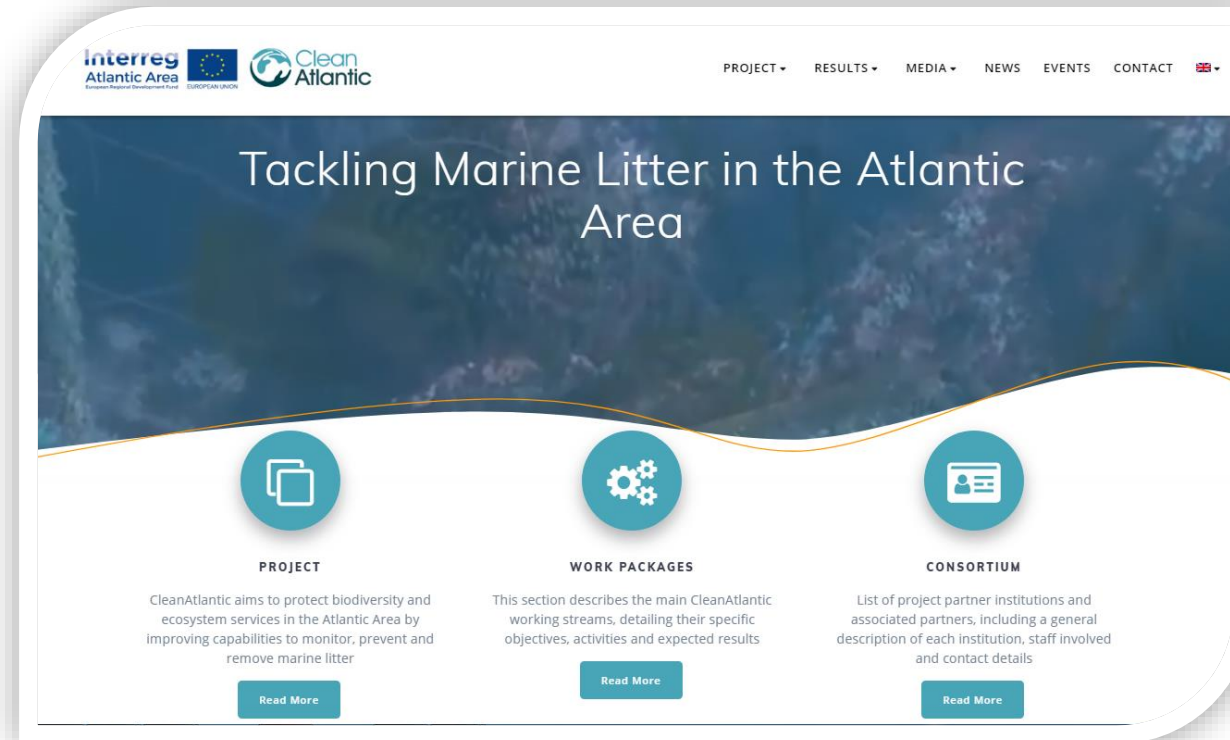 Interreg
Atlantic Area
European Regional Development Fund
EUROPEAN UNION
Clean
Atlantic
PROJECT
RESULTS
MEDIA
NEWS
EVENTS
CONTACT
Tackling Marine Litter in the Atlantic
Area
PROJECT
CleanAtlantic aims to protect biodiversity and
ecosystem services in the Atlantic Area by
improving capabilities to monitor, prevent and
remove marine litter
Read More
WORK PACKAGES
This section describes the main CleanAtlantic
working streams, detailing their specific
objectives, activities and expected results
Read More
CONSORTIUM
List of project partner institutions and
associated partners, including a general
description of each institution, staff involved
and contact details
Read More